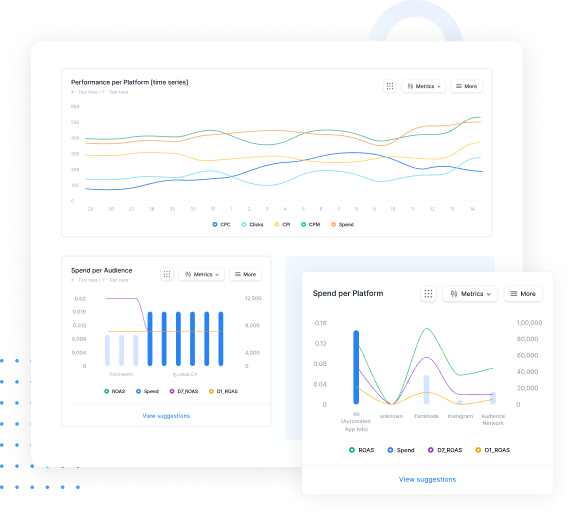 Performance per Platform (time series)
X · Text here / Y · Text here
Metrics
More
600
500
400
300
200
100
0
25 26 27 28 29 30 31 1 2 3 4 5 6 7 8 9 10 11 12 13 14
CPC Clicks CPI CPM Spend
Spend per Audience
X · Text here / Y · Text here
Metrics
More
0.02 12,000
0.016
0.012 8,000
0.008
0.004 4,000
0 0
Purchasers
ROAS Spend D7_ROAS D1_ROAS
View suggestions
Spend per Platform
Metrics
More
0.16 1,00,000
80,000
0.12
60,000
0.08
40,000
0.04
20,000
0 0
All
(Automated
App Ads)
unknown
Facebook
Instagram
Audience
Network
ROAS Spend D7_ROAS D1_ROAS
View suggestions